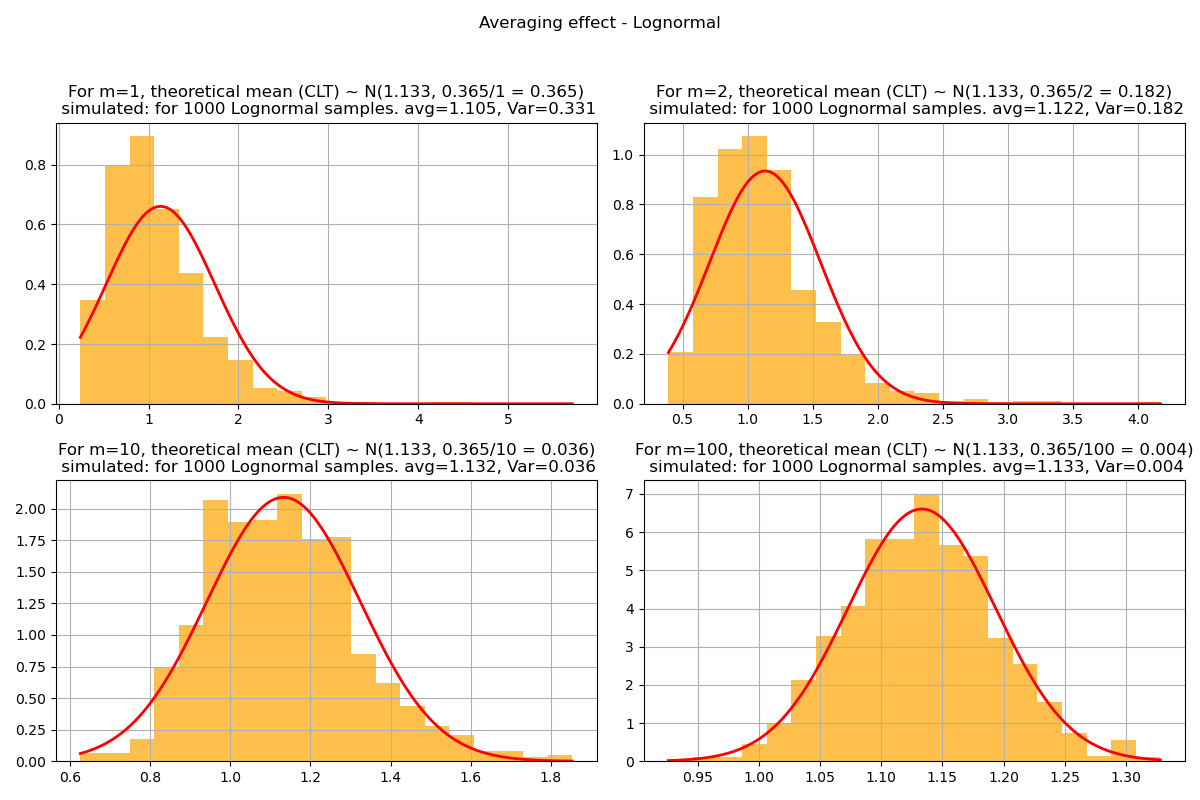 Averaging effect - Lognormal
For m=1, theoretical mean (CLT) ~ N(1.133, 0.365/1 = 0.365)
simulated: for 1000 Lognormal samples. avg=1.105, Var=0.331
0.8
0.6
0.4
0.2
0.0
0 1 2 3 4 5
For m=2, theoretical mean (CLT) ~ N(1.133, 0.365/2 = 0.182)
simulated: for 1000 Lognormal samples. avg=1.122, Var=0.182
1.0
0.8
0.6
0.4
0.2
0.0
0.5 1.0 1.5 2.0 2.5 3.0 3.5 4.0
For m=10, theoretical mean (CLT) ~ N(1.133, 0.365/10 = 0.036)
simulated: for 1000 Lognormal samples. avg=1.132, Var=0.036
2.00
1.75
1.50
1.25
1.00
0.75
0.50
0.25
0.00
0.6 0.8 1.0 1.2 1.4 1.6 1.8
For m=100, theoretical mean (CLT) ~ N(1.133, 0.365/100 = 0.004)
simulated: for 1000 Lognormal samples. avg=1.133, Var=0.004
7
6
5
4
3
2
1
0
0.95 1.00 1.05 1.10 1.15 1.20 1.25 1.30